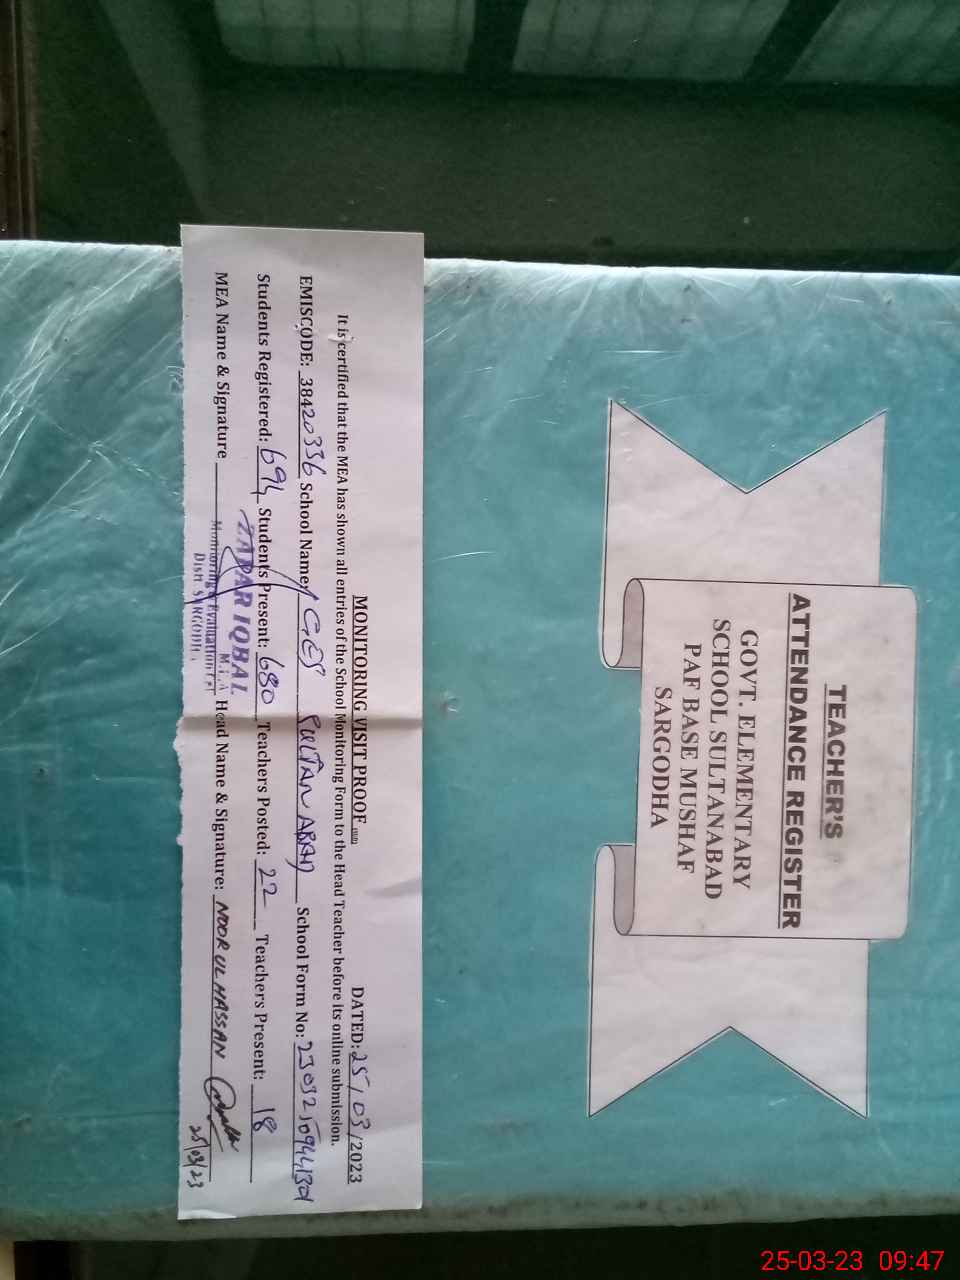 TEACHER'S
ATTENDANCE REGISTER
GOVT. ELEMENTARY
SCHOOL SULTANABAD
PAF BASE MUSHAF
SARGODHA
MONITORING VISIT PROOF
DATED: 25/03/2023
It is certified that the MEA has shown all entries of the School Monitoring Form to the Head Teacher before its online submission.
EMISCODE: 38420336 School Name: GES SULTAN ABAD School Form No:
Students Registered: 694 Students Present: 680 Teachers Posted: 22 Teachers Present: 18
MEA Name & Signature Head Name & Signature: NOOR UL HASSAN
ZAFAR IQBAL
M.E.A
Monitoring & Evaluation
Distt SARGODHA
25/03/23
25-03-23 09:47